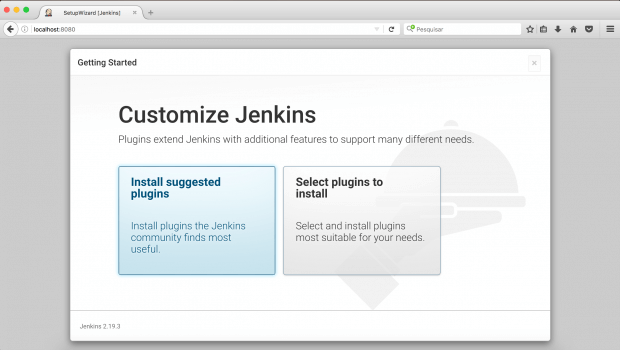 SetupWizard [Jenkins]
localhost:8080
Pesquisar
Getting Started
Customize Jenkins
Plugins extend Jenkins with additional features to support many different needs.
Install suggested
plugins
Install plugins the Jenkins
community finds most
useful.
Select plugins to
install
Select and install plugins
most suitable for your needs.
Jenkins 2.19.3